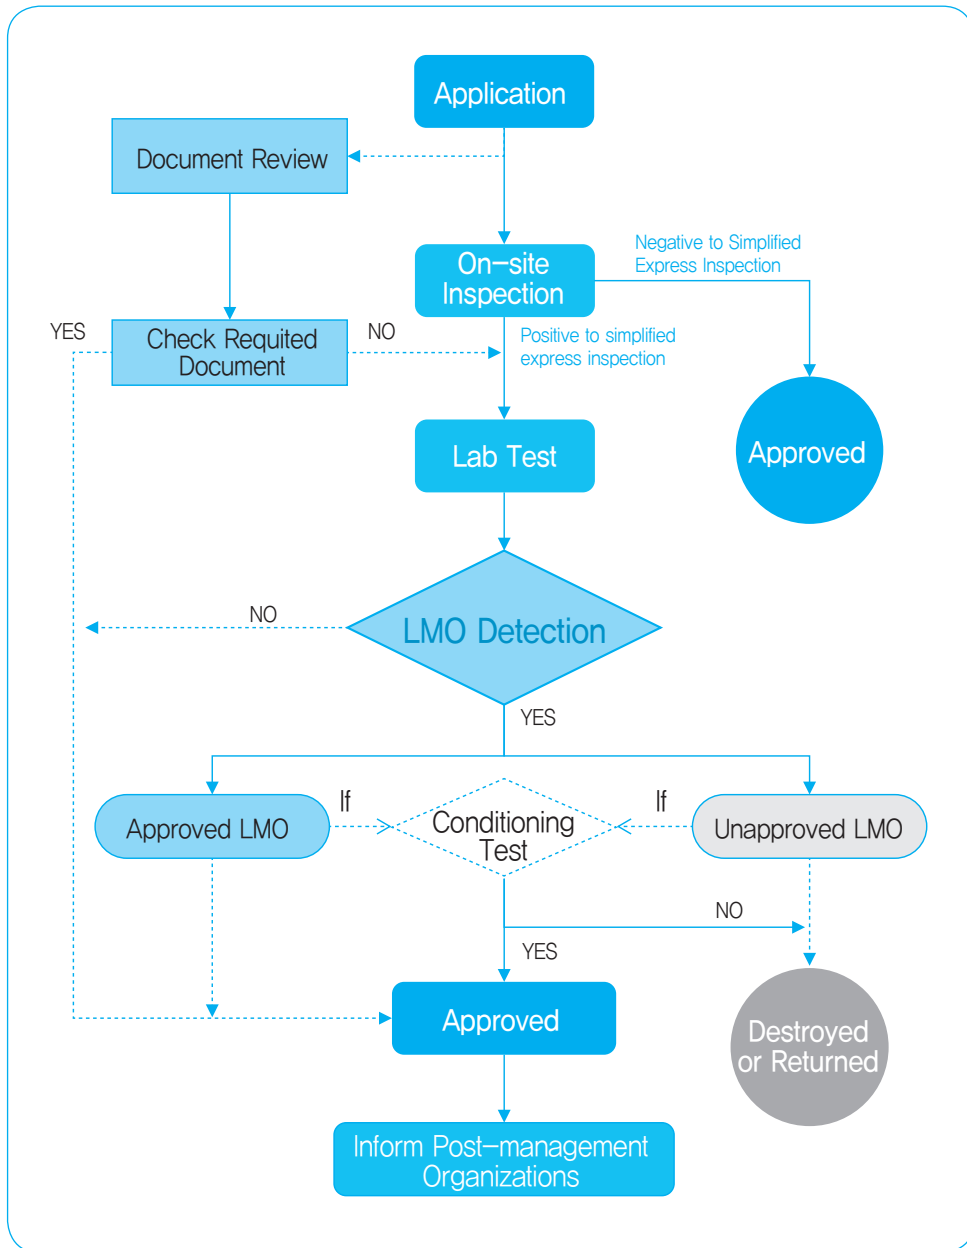 Application
Document Review
Negative to Simplified
Express Inspection
On-site
Inspection
YES
Check Requited
Document
NO
Positive to simplified
express inspection
Lab Test
Approved
NO
LMO Detection
YES
If
If
Approved LMO
Conditioning
Test
Unapproved LMO
NO
YES
Approved
Destroyed
or Returned
Inform Post-management
Organizations